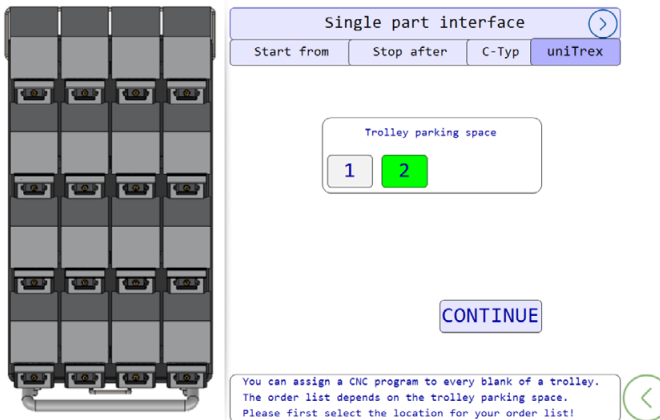 Single part interface
Start from
Stop after
C-Typ
uniTrex
Trolley parking space
1
2
CONTINUE
You can assign a CNC program to every blank of a trolley.
The order list depends on the trolley parking space.
Please first select the location for your order list!